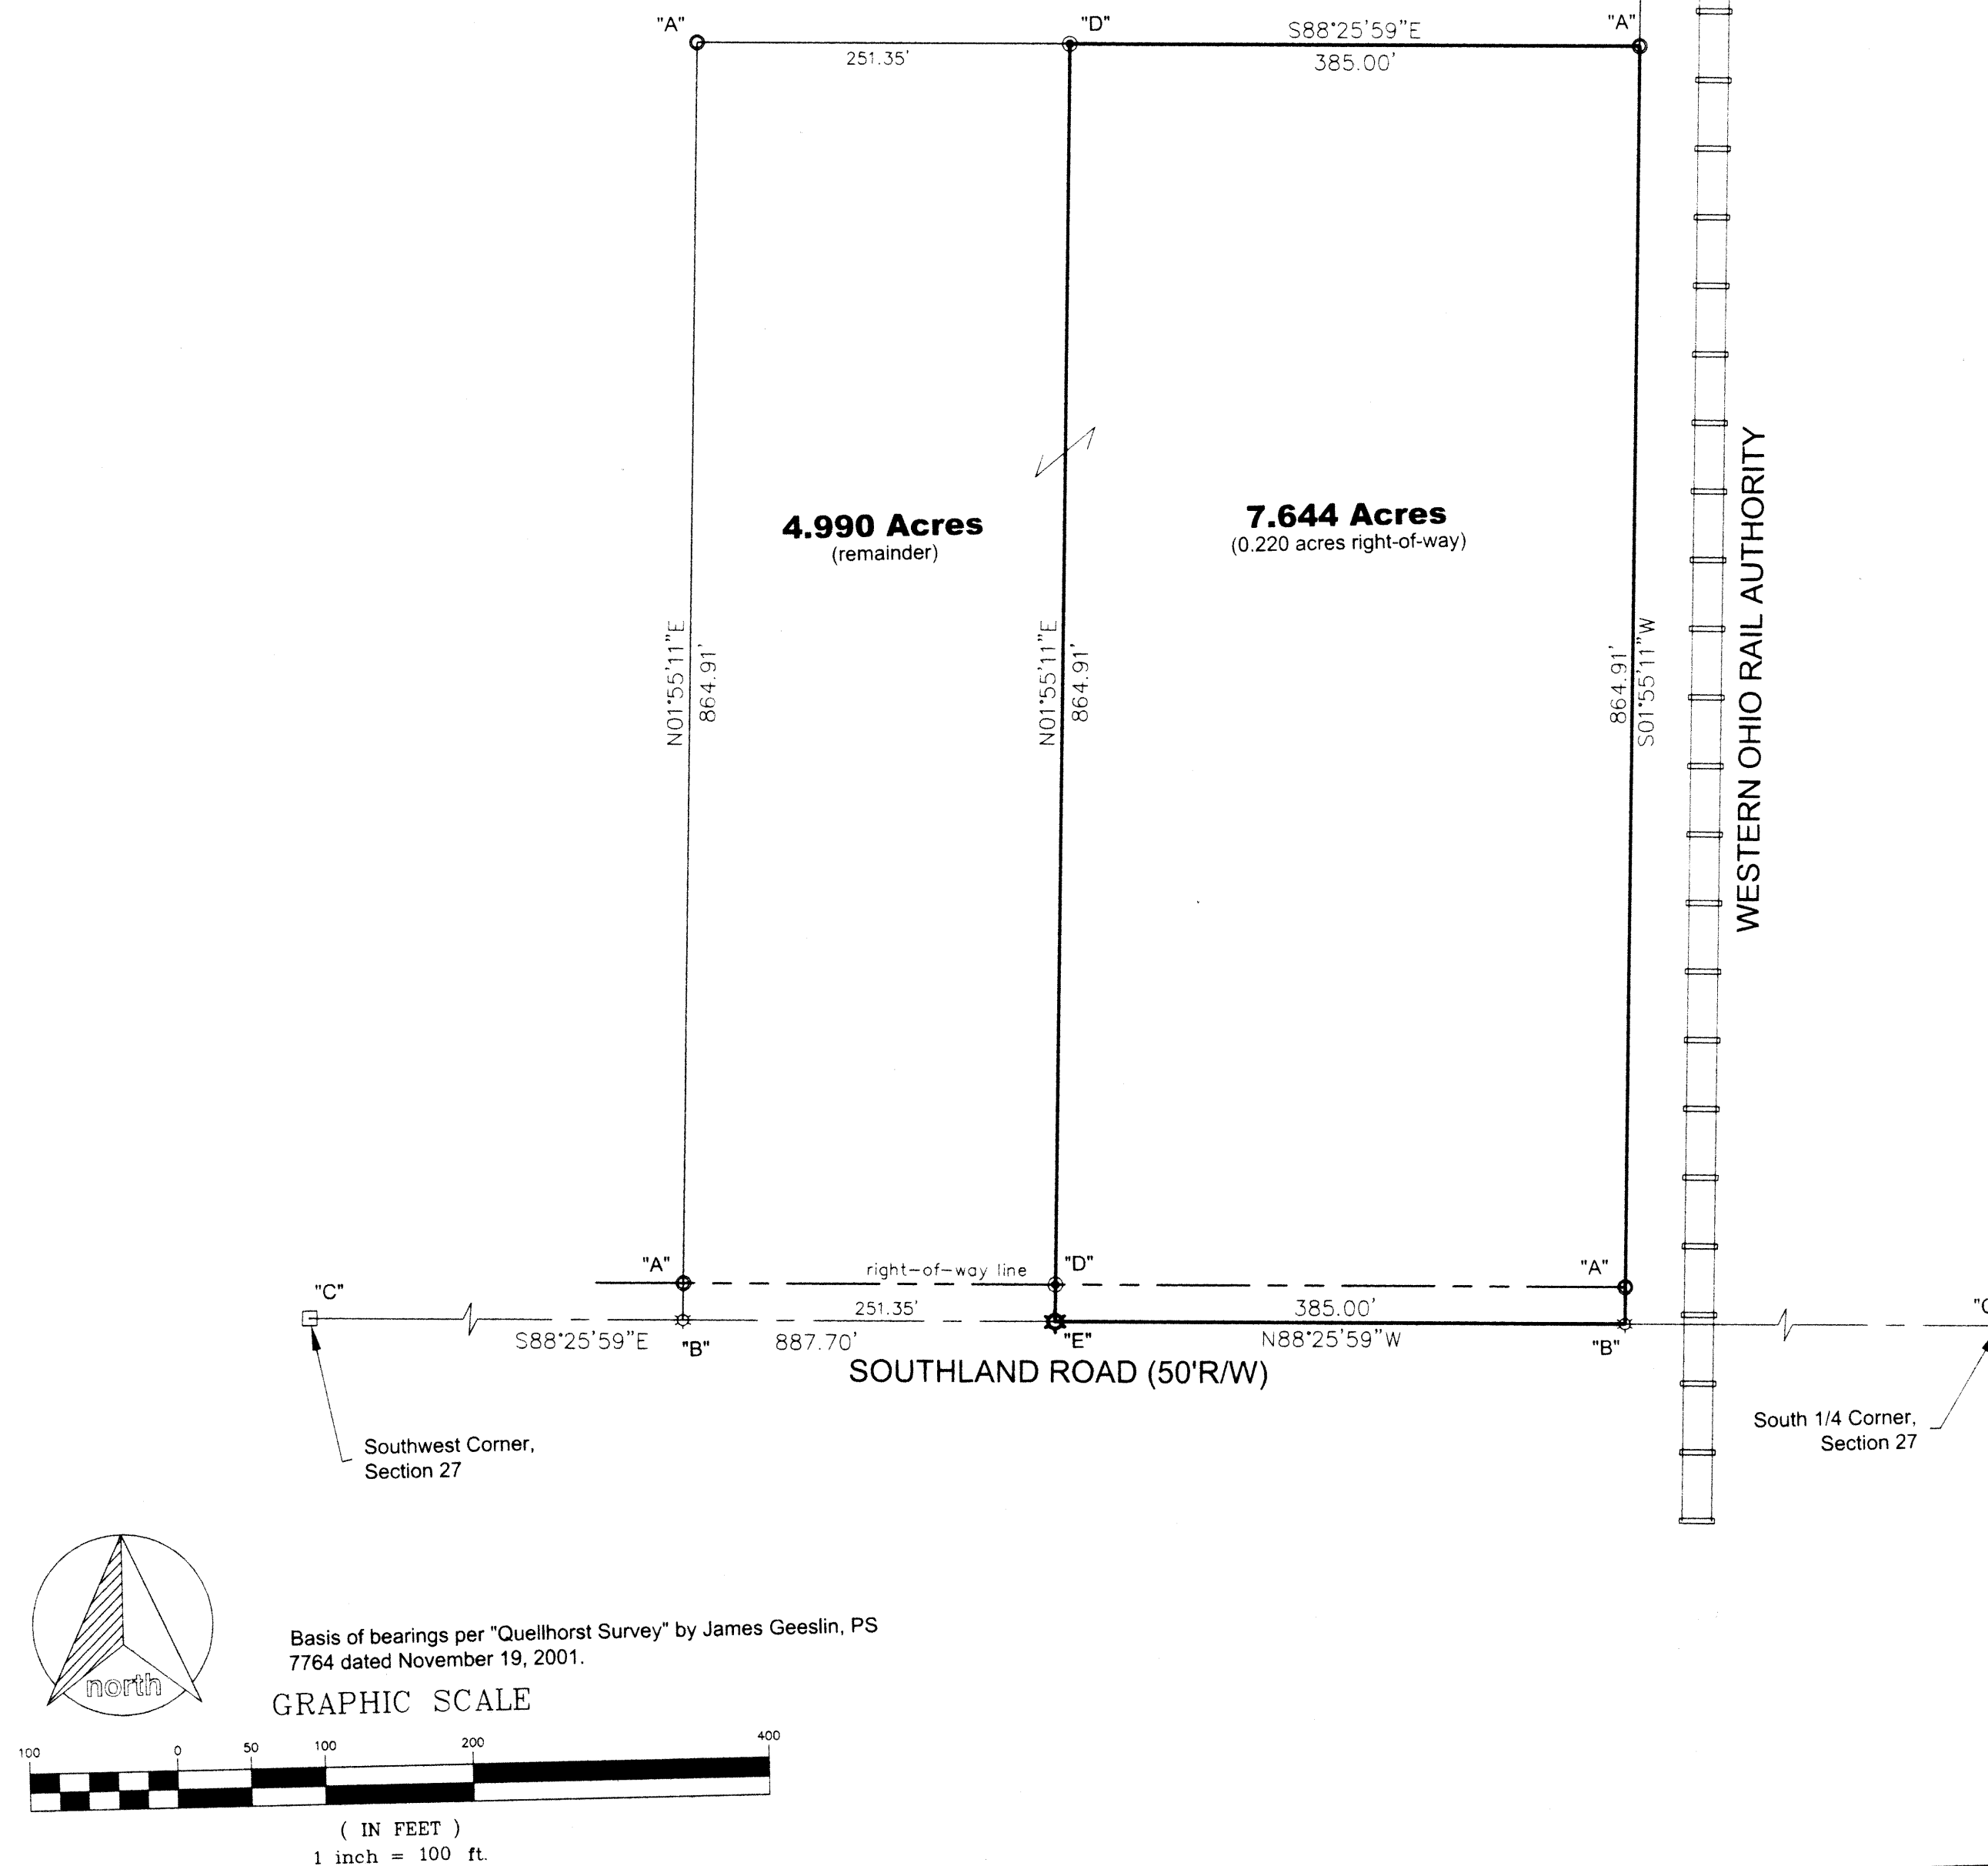 "A"
"D"
S88°25'59"E
"A"
251.35'
385.00'
4.990 Acres
(remainder)
7.644 Acres
(0.220 acres right-of-way)
N01°55'11"E
864.91'
N01°55'11"E
864.91'
864.91'
S01°55'11"W
WESTERN OHIO RAIL AUTHORITY
"A"
right-of-way line
"D"
"A"
"C"
251.35'
385.00'
S88°25'59"E
"B"
887.70'
"E"
N88°25'59"W
"B"
SOUTHLAND ROAD (50'R/W)
Southwest Corner,
Section 27
South 1/4 Corner,
Section 27
north
Basis of bearings per "Quellhorst Survey" by James Geeslin, PS
7764 dated November 19, 2001.
GRAPHIC SCALE
100 0 50 100 200 400
( IN FEET )
1 inch = 100 ft.